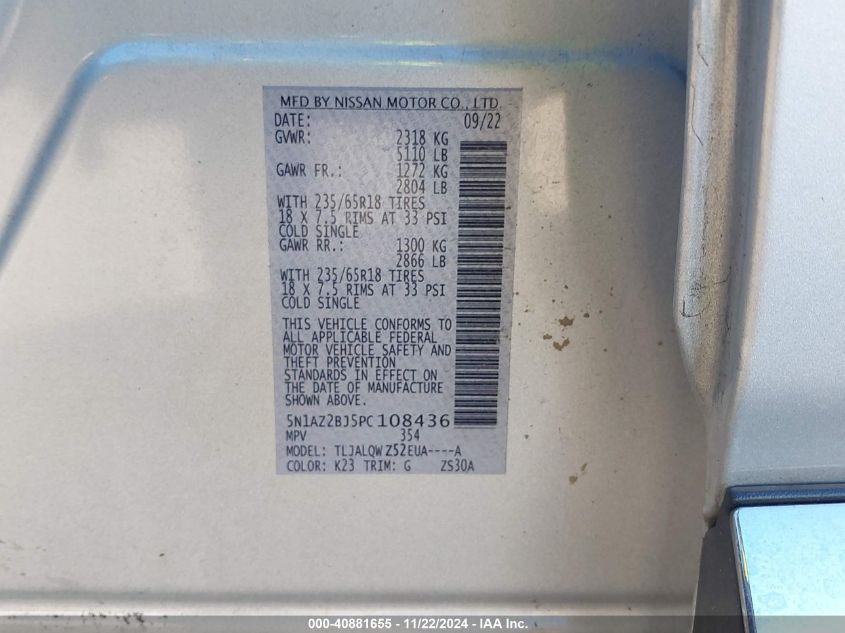 MFD BY NISSAN MOTOR CO., LTD.
DATE: 09/22
GVWR: 2318 KG
5110 LB
GAWR FR.: 1272 KG
2804 LB
WITH 235/65R18 TIRES
18 X 7.5 RIMS AT 33 PSI
COLD SINGLE
GAWR RR.: 1300 KG
2866 LB
WITH 235/65R18 TIRES
18 X 7.5 RIMS AT 33 PSI
COLD SINGLE
THIS VEHICLE CONFORMS TO
ALL APPLICABLE FEDERAL
MOTOR VEHICLE SAFETY AND
THEFT PREVENTION
STANDARDS IN EFFECT ON
THE DATE OF MANUFACTURE
SHOWN ABOVE.
5N1AZ2BJ5PC108436
MPV 354
MODEL: TLJALQW Z52EUA----A
COLOR: K23 TRIM: G ZS30A
000-40881655 - 11/22/2024 - IAA Inc.